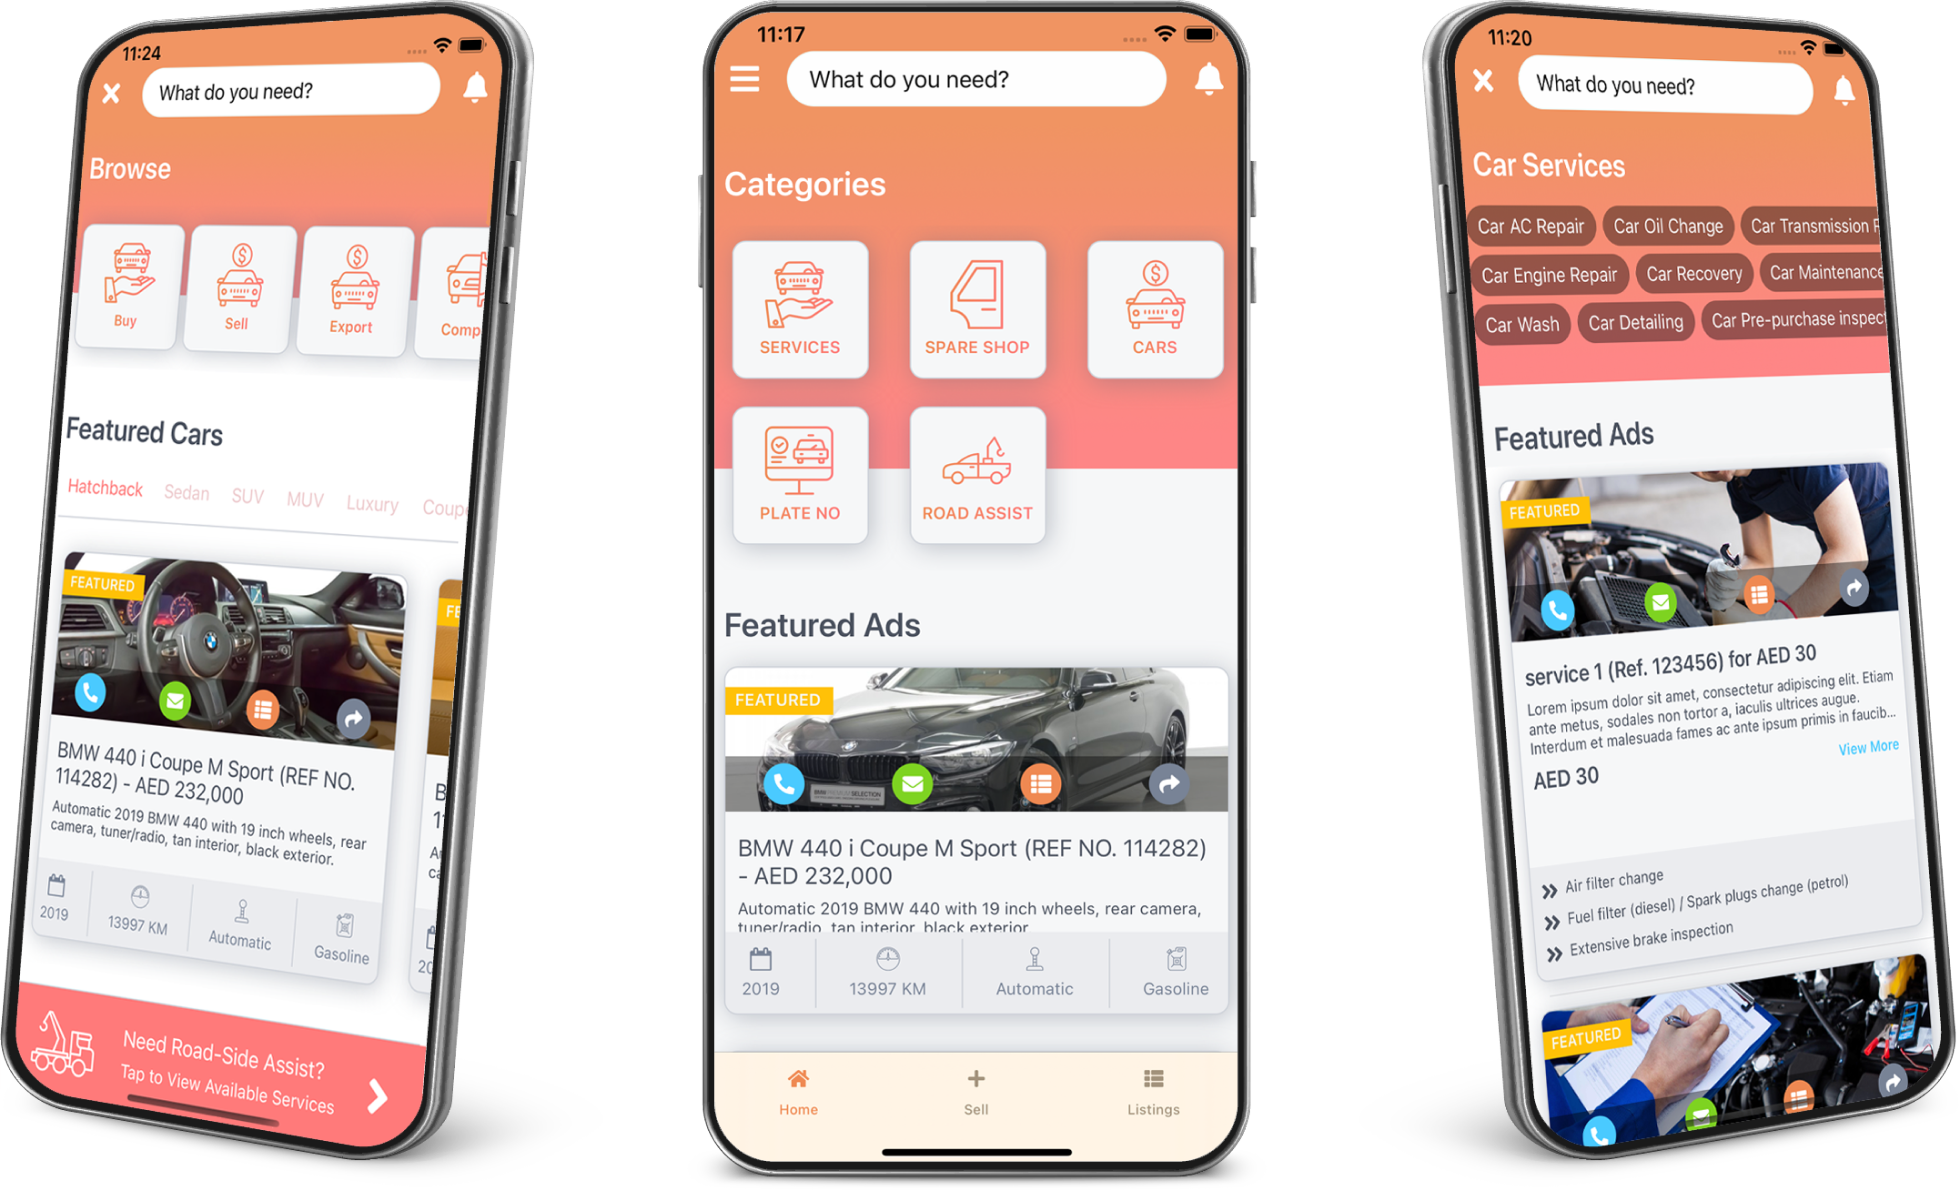 11:24
What do you need?
Browse
Buy
Sell
Export
Comp
Featured Cars
Hatchback Sedan SUV MUV Luxury Coupe
FEATURED
BMW 440 i Coupe M Sport (REF NO.
114282) - AED 232,000
Automatic 2019 BMW 440 with 19 inch wheels, rear
camera, tuner/radio, tan interior, black exterior.
2019
13997 KM
Automatic
Gasoline
Need Road-Side Assist?
Tap to View Available Services
11:17
What do you need?
Categories
SERVICES
SPARE SHOP
CARS
PLATE NO
ROAD ASSIST
Featured Ads
FEATURED
BMW 440 i Coupe M Sport (REF NO. 114282)
- AED 232,000
Automatic 2019 BMW 440 with 19 inch wheels, rear camera,
tuner/radio, tan interior, black exterior
2019
13997 KM
Automatic
Gasoline
Home
Sell
Listings
11:20
What do you need?
Car Services
Car AC Repair
Car Oil Change
Car Transmission
Car Engine Repair
Car Recovery
Car Maintenance
Car Wash
Car Detailing
Car Pre-purchase inspect
Featured Ads
FEATURED
service 1 (Ref. 123456) for AED 30
Lorem ipsum dolor sit amet, consectetur adipiscing elit. Etiam
ante metus, sodales non tortor a, iaculis ultrices augue.
Interdum et malesuada fames ac ante ipsum primis in faucib...
View More
AED 30
Air filter change
Fuel filter (diesel) / Spark plugs change (petrol)
Extensive brake inspection
FEATURED